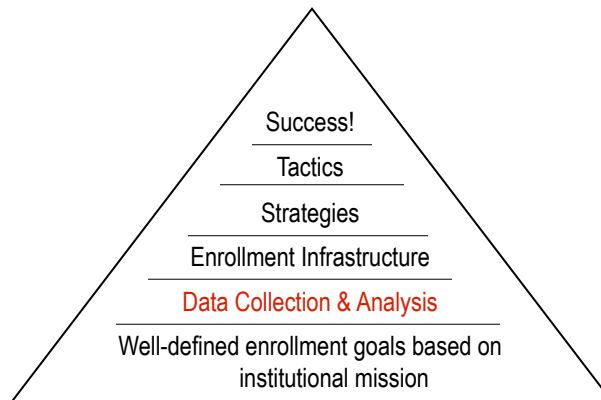 Success!
Tactics
Strategies
Enrollment Infrastructure
Data Collection & Analysis
Well-defined enrollment goals based on
institutional mission